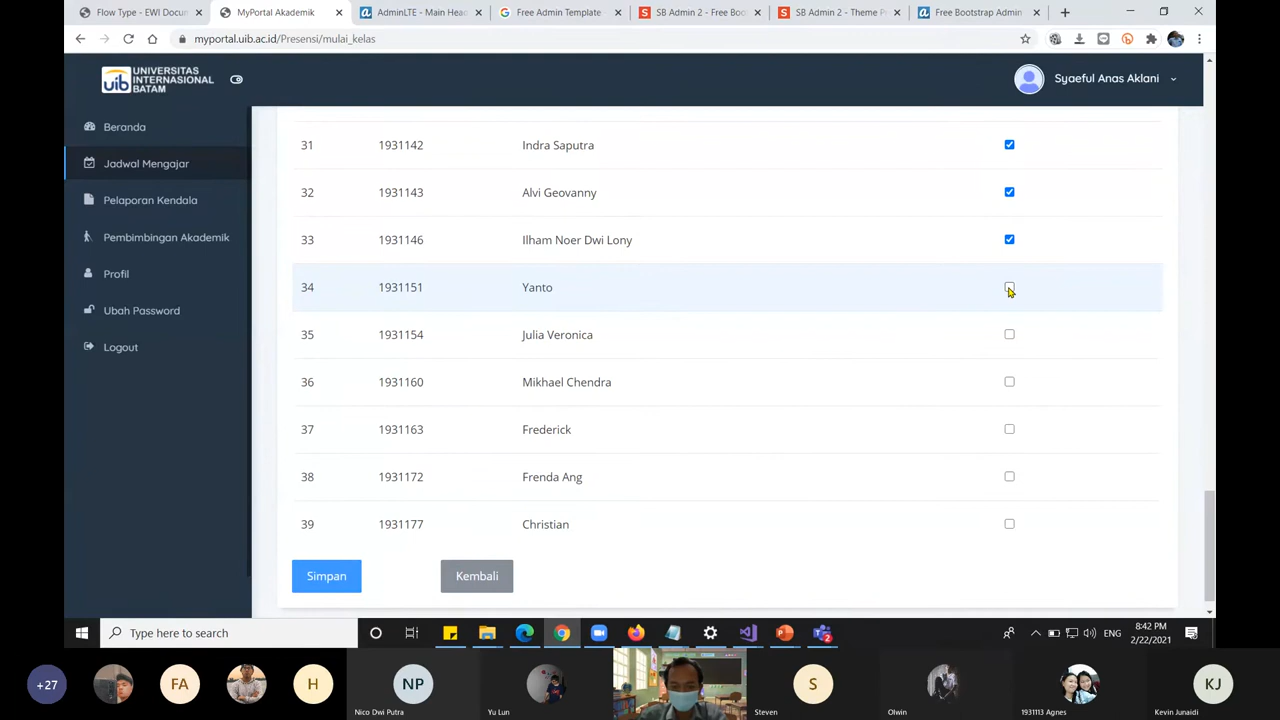 Flow Type - EWI Docum
MyPortal Akademik
AdminLTE - Main Head
Free Admin Template
SB Admin 2 - Free Boo
SB Admin 2 - Theme Pr
Free Bootstrap Admin
myportal.uib.ac.id/Presensi/mulai_kelas
uib UNIVERSITAS
INTERNASIONAL
BATAM
Syaeful Anas Aklani
Beranda
Jadwal Mengajar
Pelaporan Kendala
Pembimbingan Akademik
Profil
Ubah Password
Logout
31 1931142 Indra Saputra
32 1931143 Alvi Geovanny
33 1931146 Ilham Noer Dwi Lony
34 1931151 Yanto
35 1931154 Julia Veronica
36 1931160 Mikhael Chendra
37 1931163 Frederick
38 1931172 Frenda Ang
39 1931177 Christian
Simpan Kembali
Type here to search
ENG
8:42 PM
2/22/2021
+27 FA H NP S KJ
Nico Dwi Putra Yu Lun Steven Olwin 1931113 Agnes Kevin Junaidi